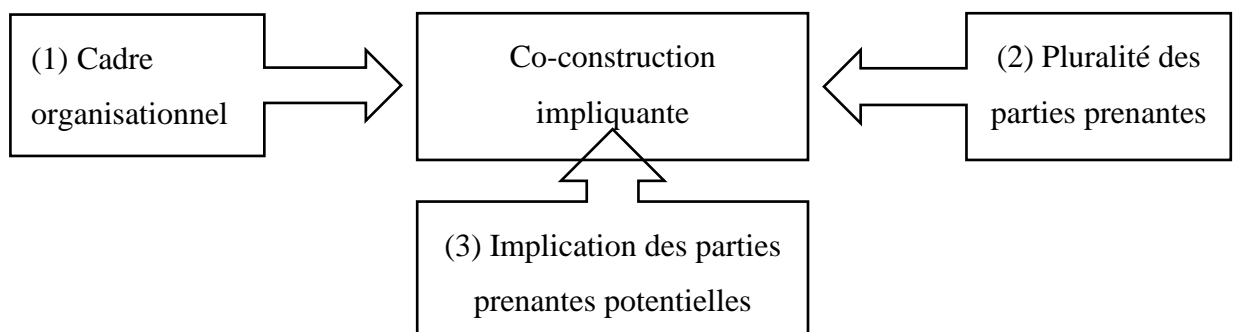 (1) Cadre
organisationnel
Co-construction
impliquante
(2) Pluralité des
parties prenantes
(3) Implication des parties
prenantes potentielles